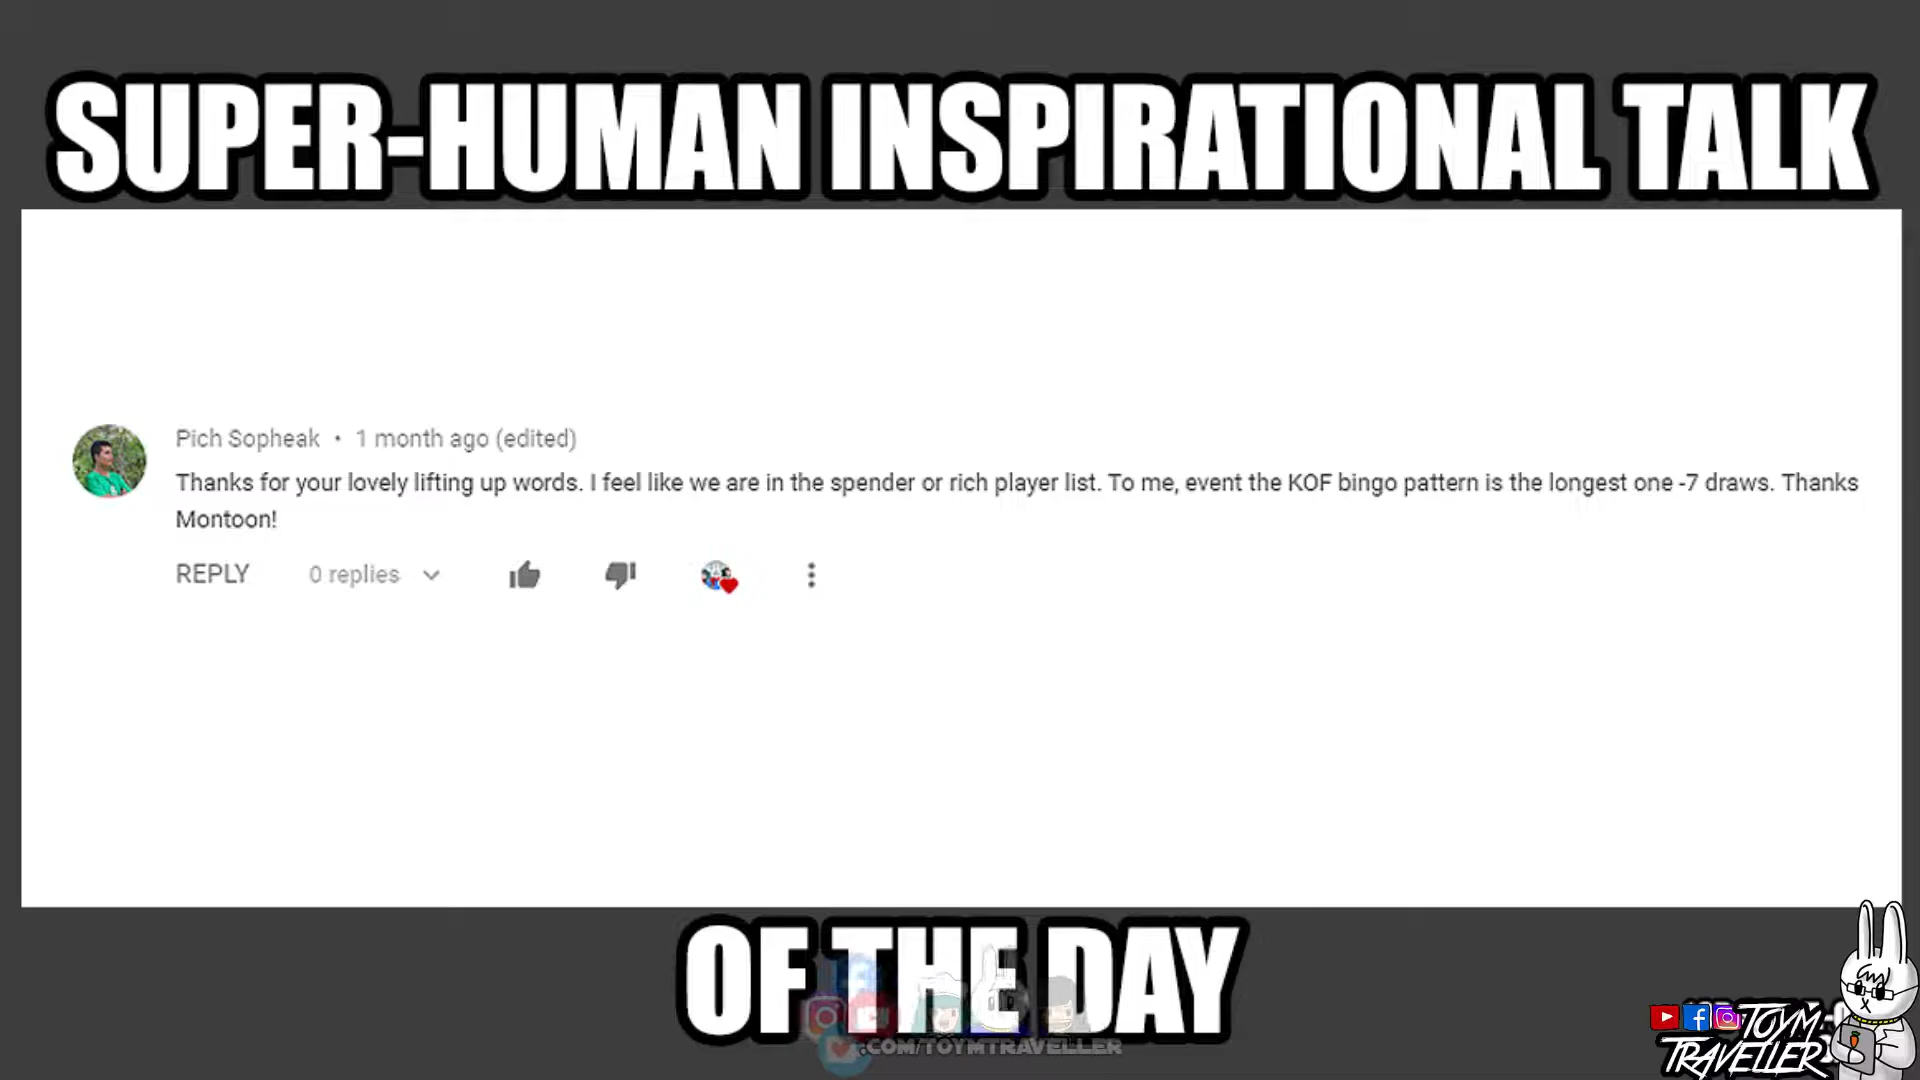 SUPER-HUMAN INSPIRATIONAL TALK
Pich Sopheak • 1 month ago (edited)
Thanks for your lovely lifting up words. I feel like we are in the spender or rich player list. To me, event the KOF bingo pattern is the longest one -7 draws. Thanks
Montoon!
REPLY 0 replies
OF THE DAY
.COM/TOYMTRAVELLER
TOYM
TRAVELLER